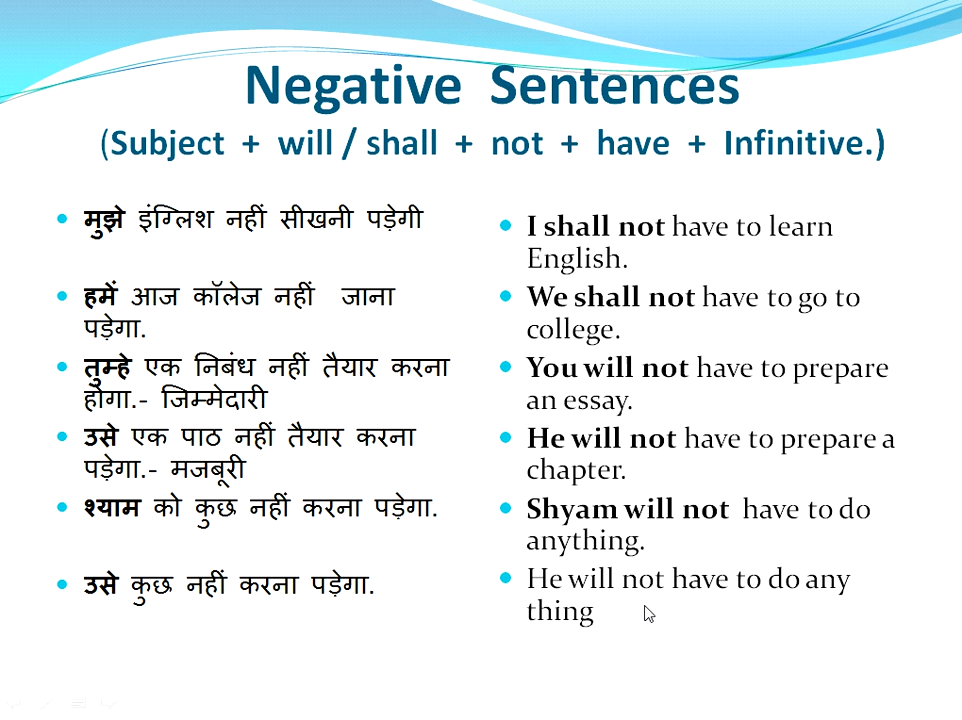 Negative Sentences
(Subject + will / shall + not + have + Infinitive.)
मुझे इंग्लिश नहीं सीखनी पड़ेगी
हमें आज कॉलेज नहीं जाना
पड़ेगा.
तुम्हे एक निबंध नहीं तैयार करना
होगा.- जिम्मेदारी
उसे एक पाठ नहीं तैयार करना
पड़ेगा.- मजबूरी
श्याम को कुछ नहीं करना पड़ेगा.
उसे कुछ नहीं करना पड़ेगा.
I shall not have to learn
English.
We shall not have to go to
college.
You will not have to prepare
an essay.
He will not have to prepare a
chapter.
Shyam will not have to do
anything.
He will not have to do any
thing